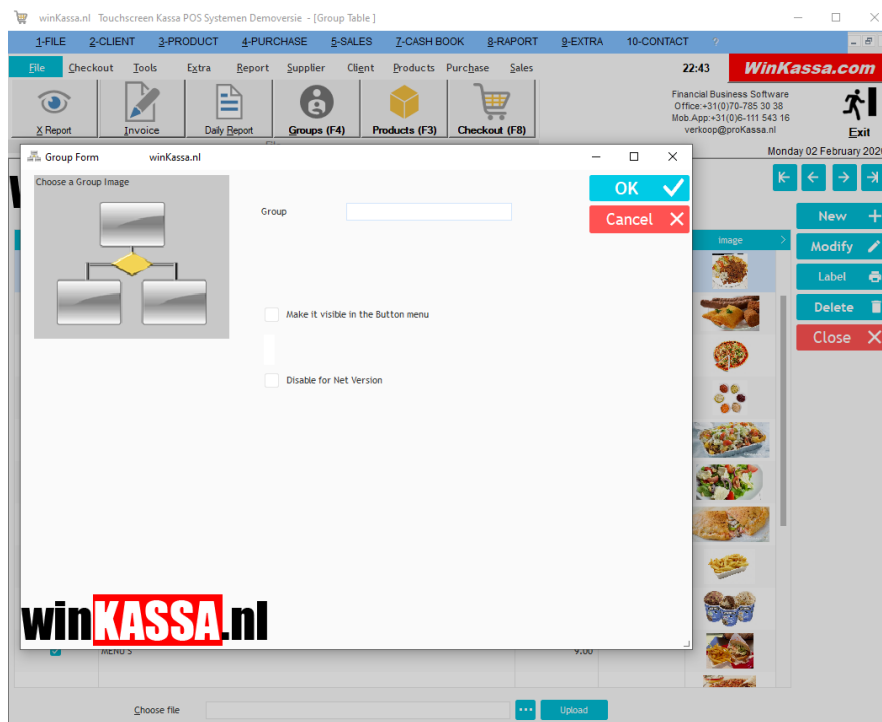 winKassa.nl Touchscreen Kassa POS Systemen Demoversie - [Group Table ]
1-FILE 2-CLIENT 3-PRODUCT 4-PURCHASE 5-SALES 7-CASH BOOK 8-RAPORT 9-EXTRA 10-CONTACT ?
File Checkout Tools Extra Report Supplier Client Products Purchase Sales 22:43 WinKassa.com
X Report Invoice Daily Report Groups (F4) Products (F3) Checkout (F8)
Financial Business Software
Office:+31(0)70-785 30 38
Mob.App:+31(0)6-111 543 16
verkoop@proKassa.nl
Exit
Monday 02 February
Group Form winKassa.nl
Choose a Group Image
OK
Cancel
Group
Make it visible in the Button menu
Disable for Net Version
winKASSA.nl
Image
New
Modify
Label
Delete
Close
MENU 5 9.00
Choose file ... Upload